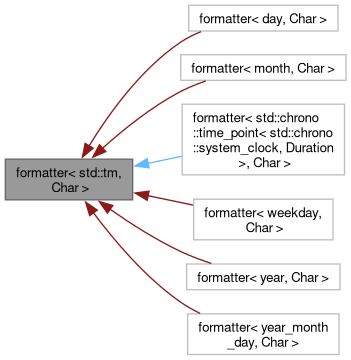 formatter< day, Char >
formatter< month, Char >
formatter< std::chrono
::time_point< std::chrono
::system_clock, Duration
>, Char >
formatter< std::tm,
Char >
formatter< weekday,
Char >
formatter< year, Char >
formatter< year_month
_day, Char >